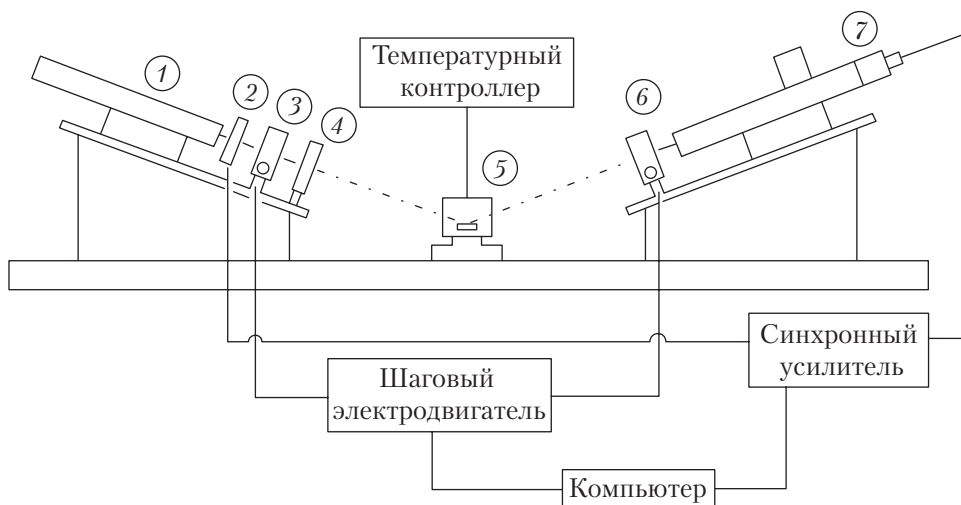 Температурный
контроллер
1
2
3
4
5
6
7
Синхронный
усилитель
Шаговый
электродвигатель
Компьютер